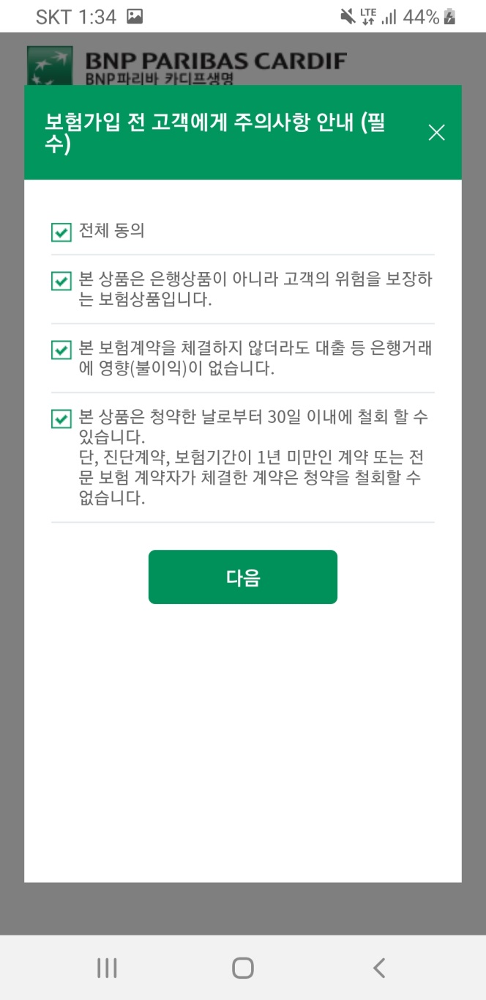 SKT 1:34 LTE 44%
BNP PARIBAS CARDIF
BNP파리바 카디프생명
보험가입 전 고객에게 주의사항 안내 (필
수)
전체 동의
본 상품은 은행상품이 아니라 고객의 위험을 보장하
는 보험상품입니다.
본 보험계약을 체결하지 않더라도 대출 등 은행거래
에 영향(불이익)이 없습니다.
본 상품은 청약한 날로부터 30일 이내에 철회 할 수
있습니다.
단, 진단계약, 보험기간이 1년 미만인 계약 또는 전
문 보험 계약자가 체결한 계약은 청약을 철회할 수
없습니다.
다음